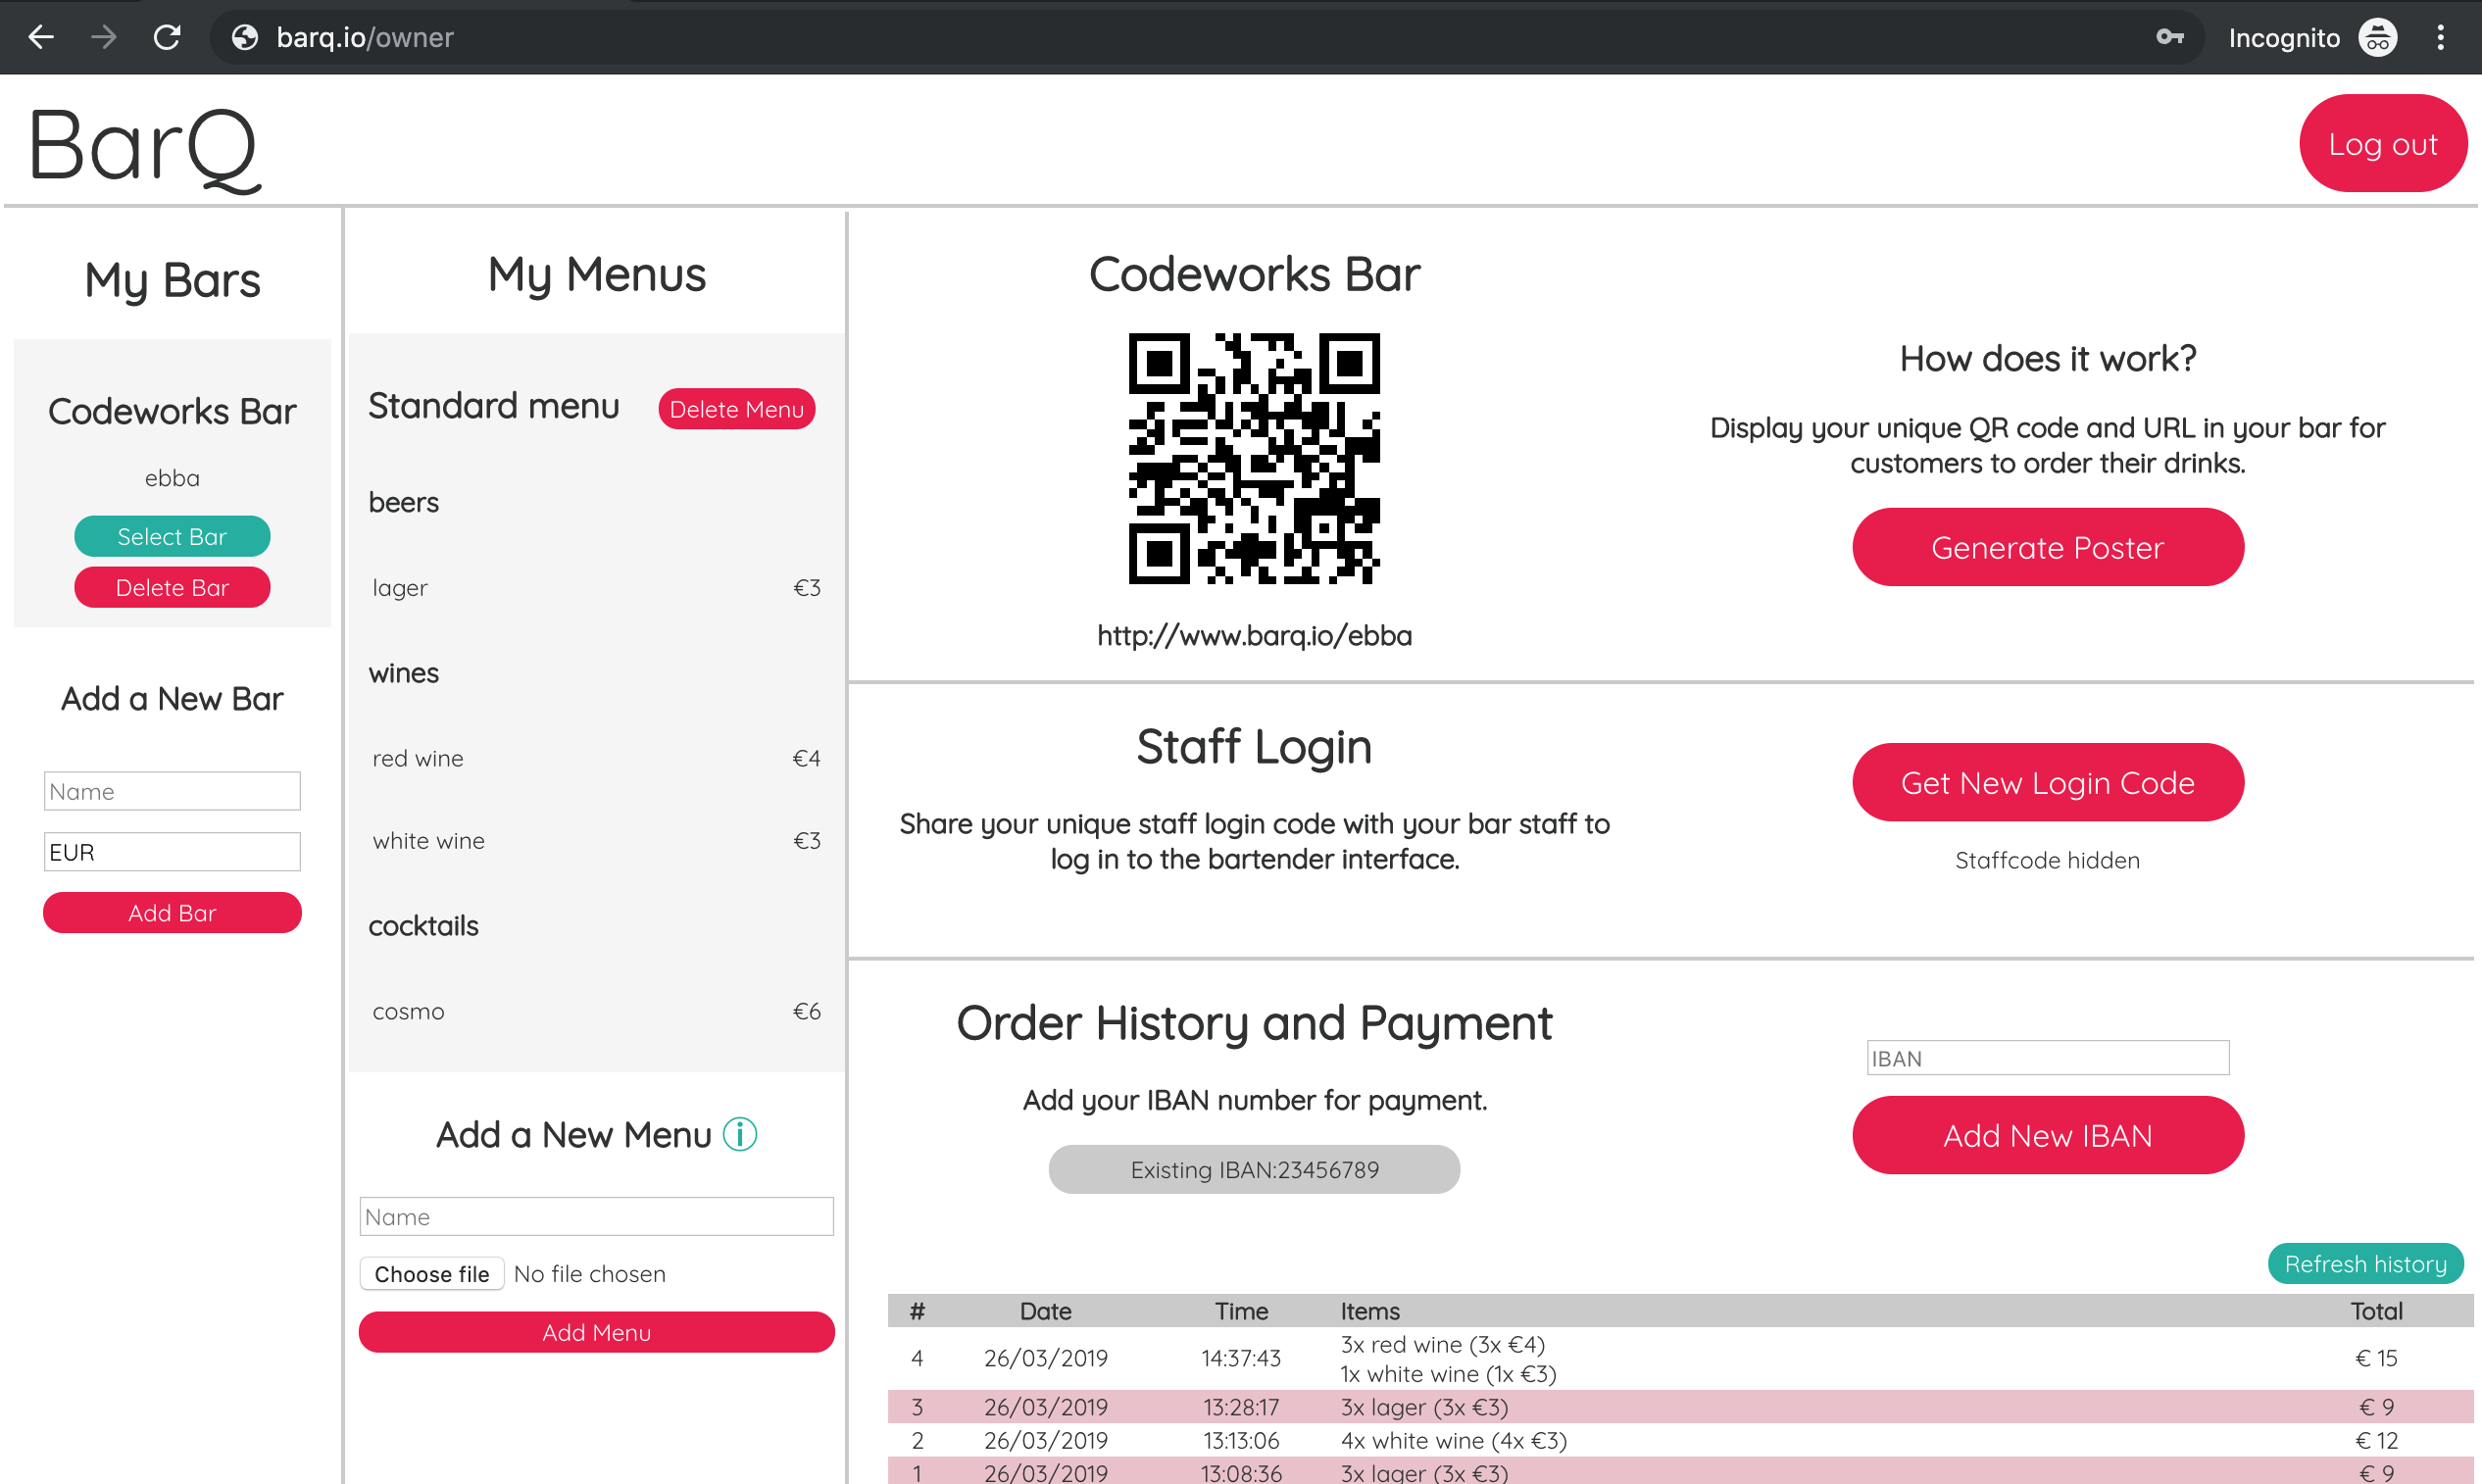 barq.io/owner
Incognito
BarQ
Log out
My Bars
Codeworks Bar
ebba
Select Bar
Delete Bar
Add a New Bar
Name
EUR
Add Bar
My Menus
Standard menu
Delete Menu
beers
lager €3
wines
red wine €4
white wine €3
cocktails
cosmo €6
Add a New Menu
Name
Choose file No file chosen
Add Menu
Codeworks Bar
http://www.barq.io/ebba
How does it work?
Display your unique QR code and URL in your bar for
customers to order their drinks.
Generate Poster
Staff Login
Share your unique staff login code with your bar staff to
log in to the bartender interface.
Get New Login Code
Staffcode hidden
Order History and Payment
Add your IBAN number for payment.
Existing IBAN:23456789
IBAN
Add New IBAN
Refresh history
# Date Time Items Total
4 26/03/2019 14:37:43 3x red wine (3x €4)
1x white wine (1x €3) € 15
3 26/03/2019 13:28:17 3x lager (3x €3) € 9
2 26/03/2019 13:13:06 4x white wine (4x €3) € 12
1 26/03/2019 13:08:36 3x lager (3x €3) € 9